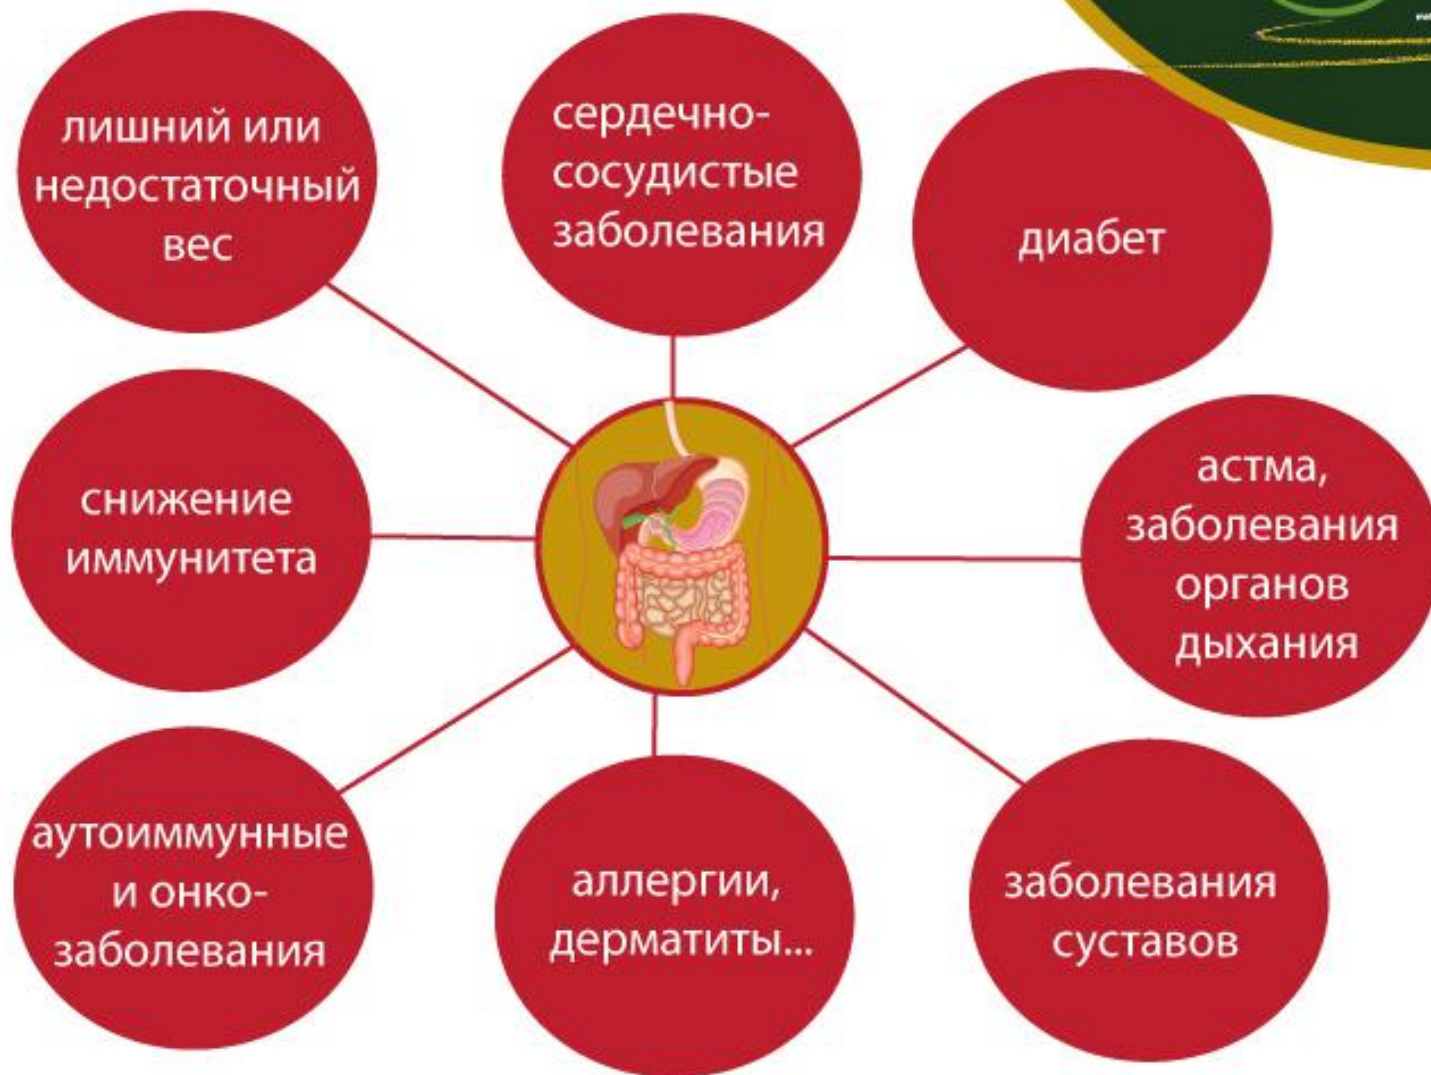 лишний или
недостаточный
вес
сердечно-
сосудистые
заболевания
диабет
снижение
иммунитета
астма,
заболевания
органов
дыхания
аутоиммунные
и онко-
заболевания
аллергии,
дерматиты...
заболевания
суставов